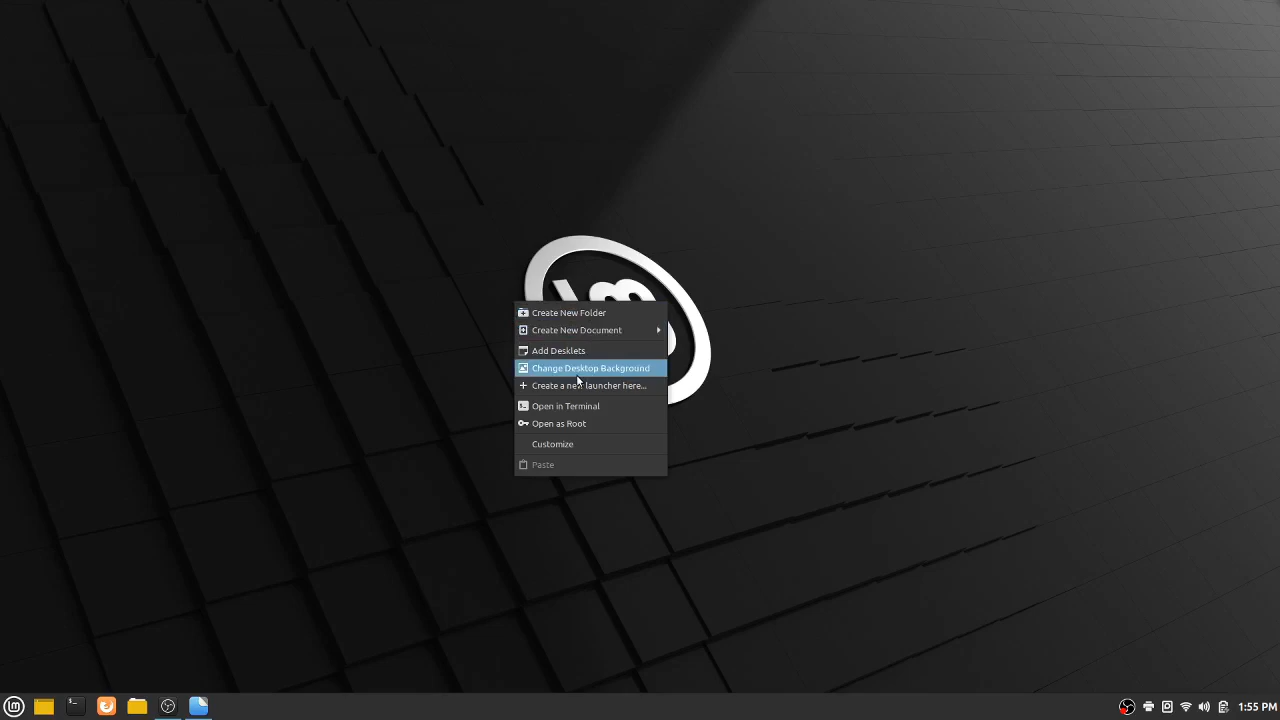 Create New Folder
Create New Document
Add Desklets
Change Desktop Background
Create a new launcher here...
Open in Terminal
Open as Root
Customize
Paste
1:55 PM